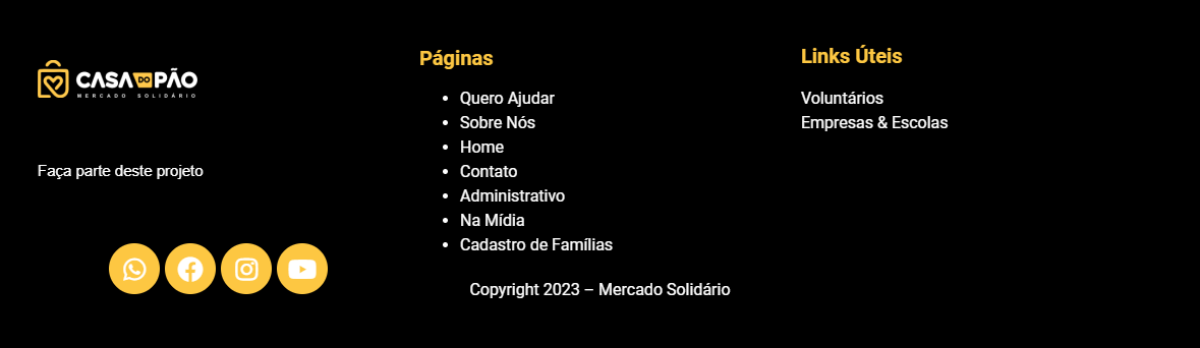 CASA DO PÃO
MERCADO SOLIDÁRIO
Faça parte deste projeto
Páginas
Quero Ajudar
Sobre Nós
Home
Contato
Administrativo
Na Mídia
Cadastro de Famílias
Links Úteis
Voluntários
Empresas & Escolas
Copyright 2023 – Mercado Solidário